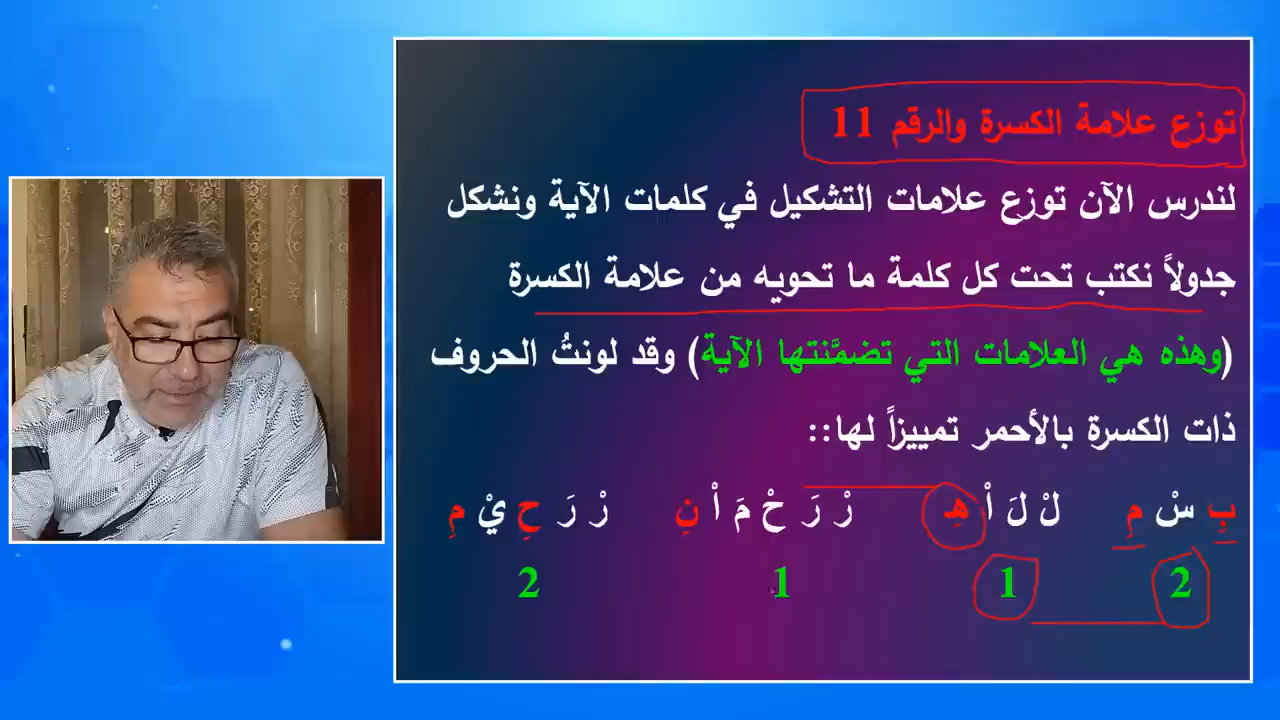 توزع علامة الكسرة والرقم 11
لندرس الآن توزع علامات التشكيل في كلمات الآية ونشكل
جدولاً نكتب تحت كل كلمة ما تحويه من علامة الكسرة
(وهذه هي العلامات التي تضمَّنتها الآية) وقد لونتُ الحروف
ذات الكسرة بالأحمر تمييزاً لها::
بِ سْ مِ لْ لَ اْ هِ رْ رَ حْ مَ اْ نِ رْ رَ حِ يْ مِ
2 1 1 2